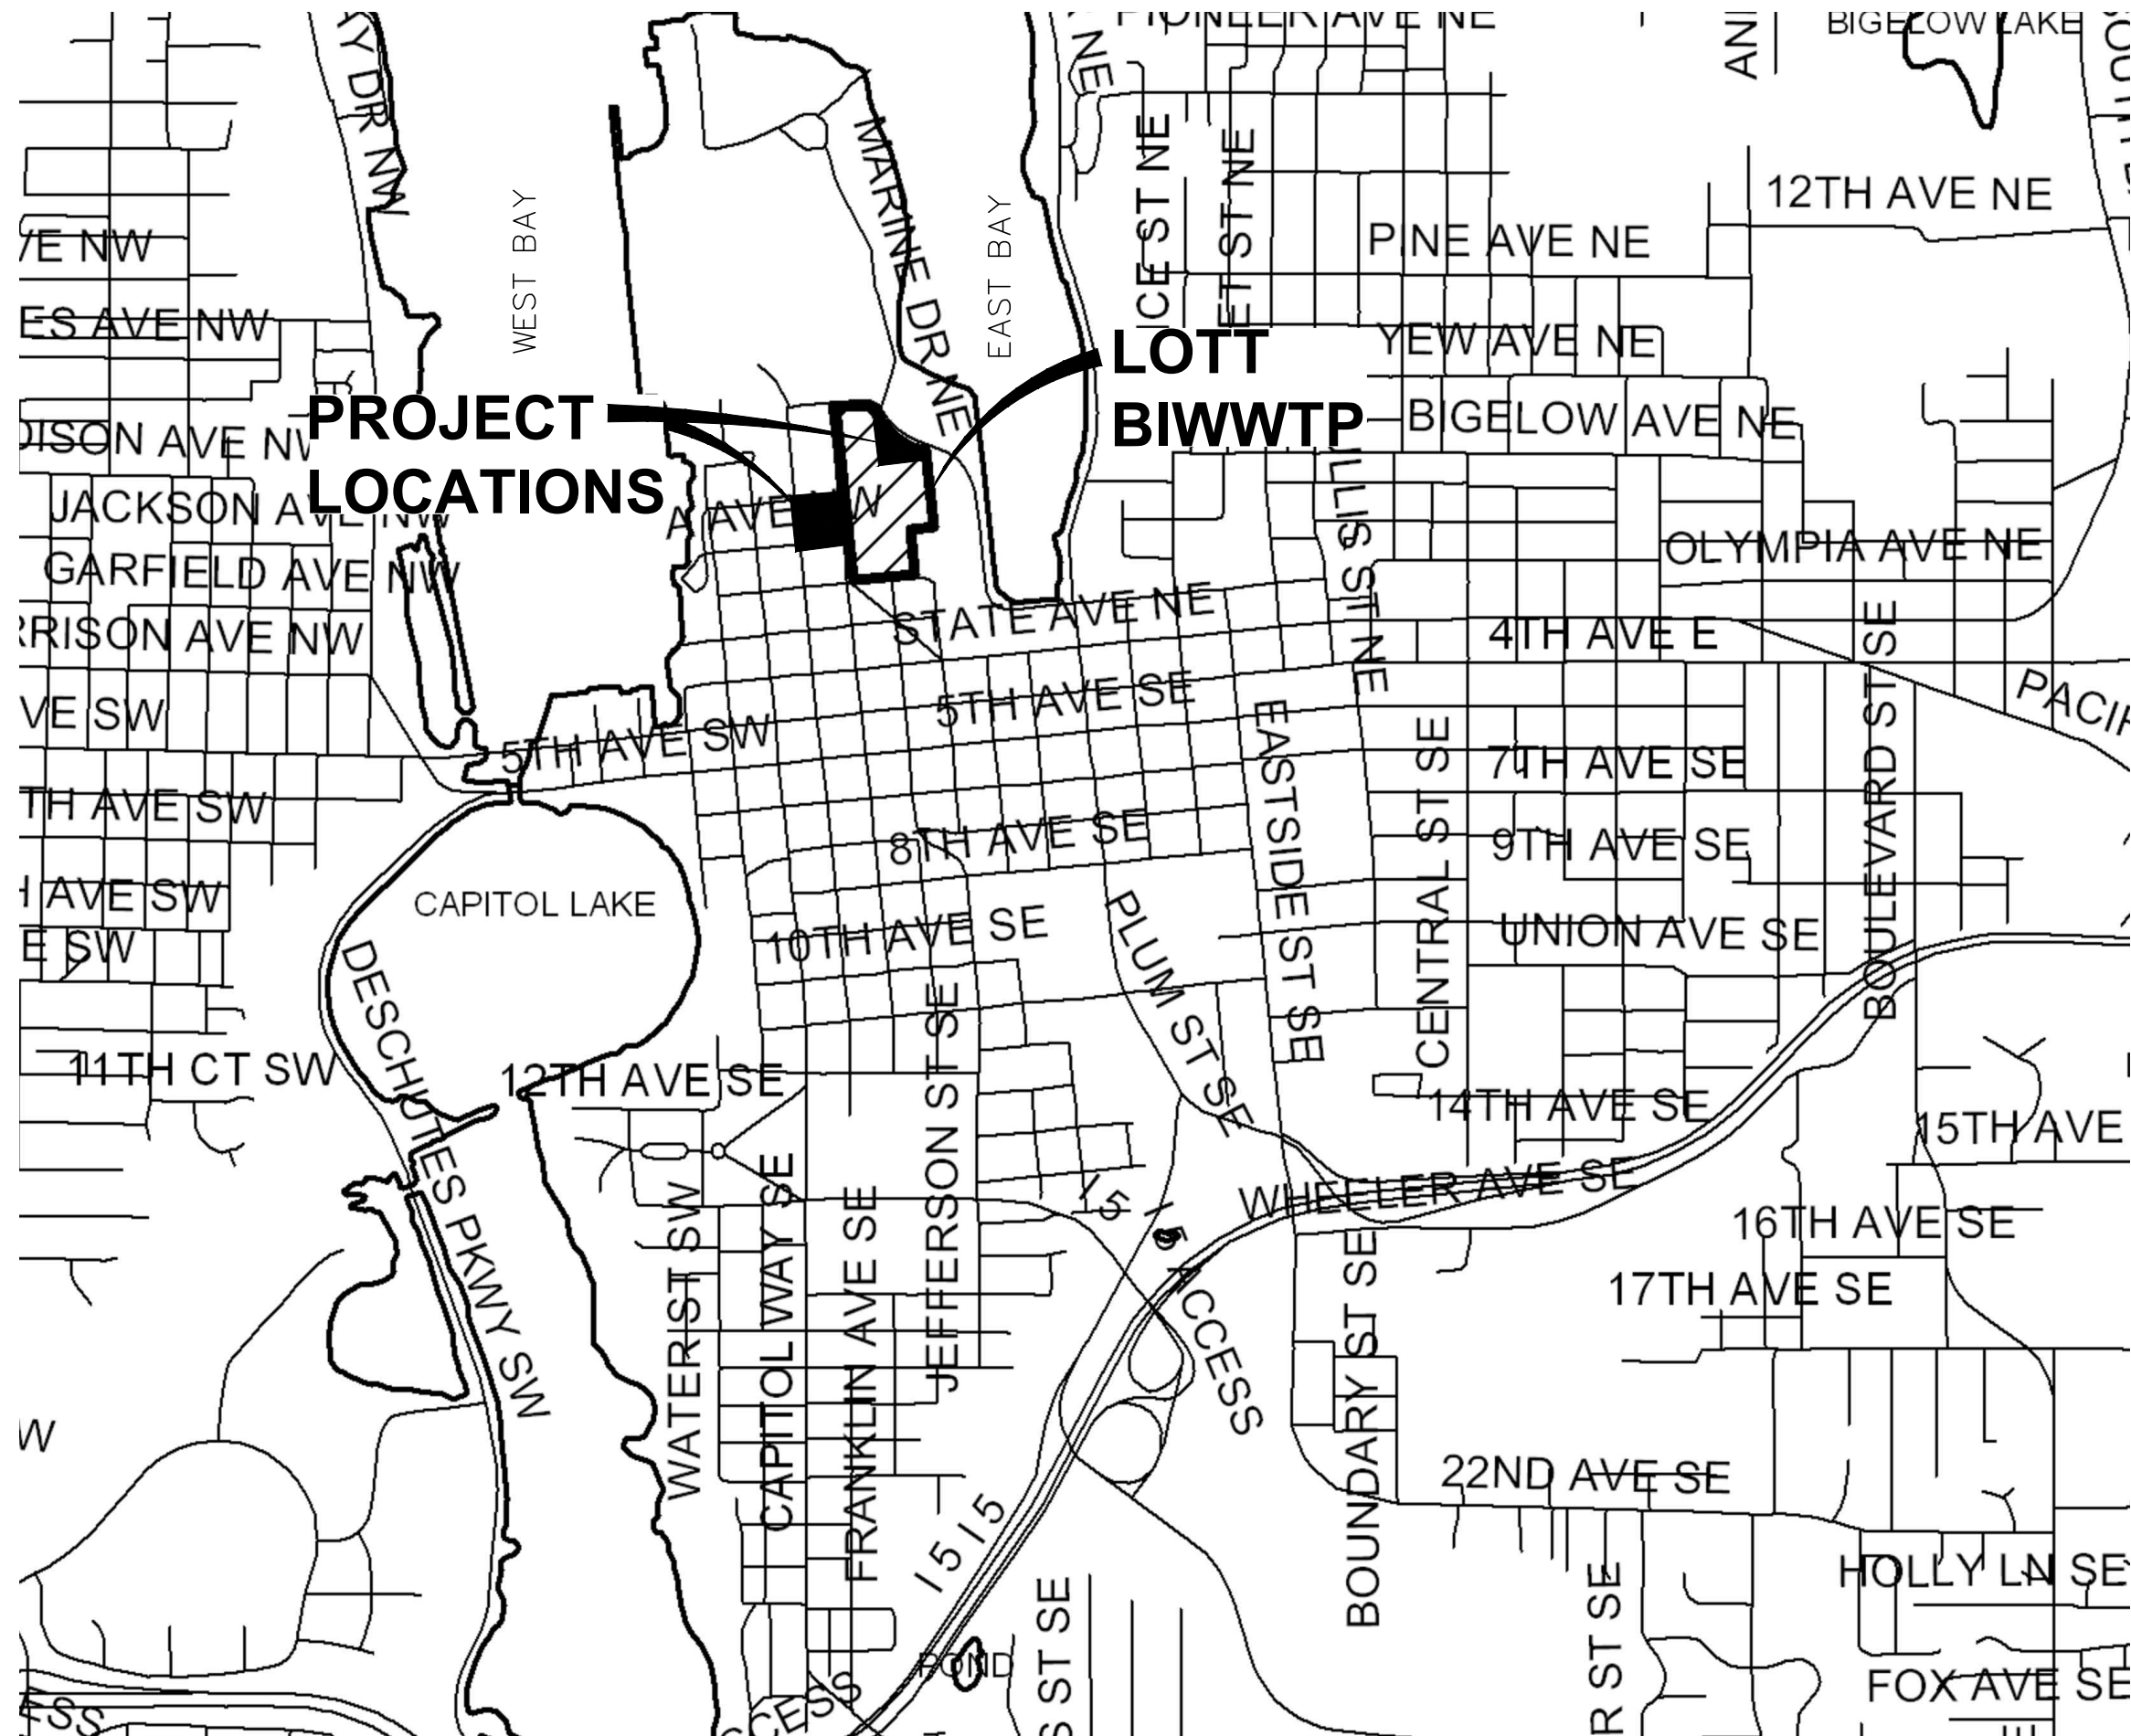 PIONEER AVE NE
BIGELOW LAKE
NE
MARINE DR NE
WEST BAY
EAST BAY
12TH AVE NE
PINE AVE NE
YEW AVE NE
LOTT
BIWWTP
PROJECT
LOCATIONS
BIGELOW AVE NE
JACKSON AVE NW
GARFIELD AVE NW
OLYMPIA AVE NE
STATE AVE NE
4TH AVE E
5TH AVE SE
5TH AVE SW
EASTSIDE ST SE
7TH AVE SE
8TH AVE SE
9TH AVE SE
CENTRAL ST SE
BOULEVARD ST SE
CAPITOL LAKE
10TH AVE SE
UNION AVE SE
PLUM ST SE
DESCHUTES PKWY SW
11TH CT SW
12TH AVE SE
14TH AVE SE
15TH AVE
WHEELER AVE SE
I 5
I 5 ACCESS
16TH AVE SE
17TH AVE SE
WATER ST SW
CAPITOL WAY SE
FRANKLIN AVE SE
JEFFERSON ST SE
BOUNDARY ST SE
22ND AVE SE
I 5 I 5
HOLLY LN SE
POND
FOX AVE SE